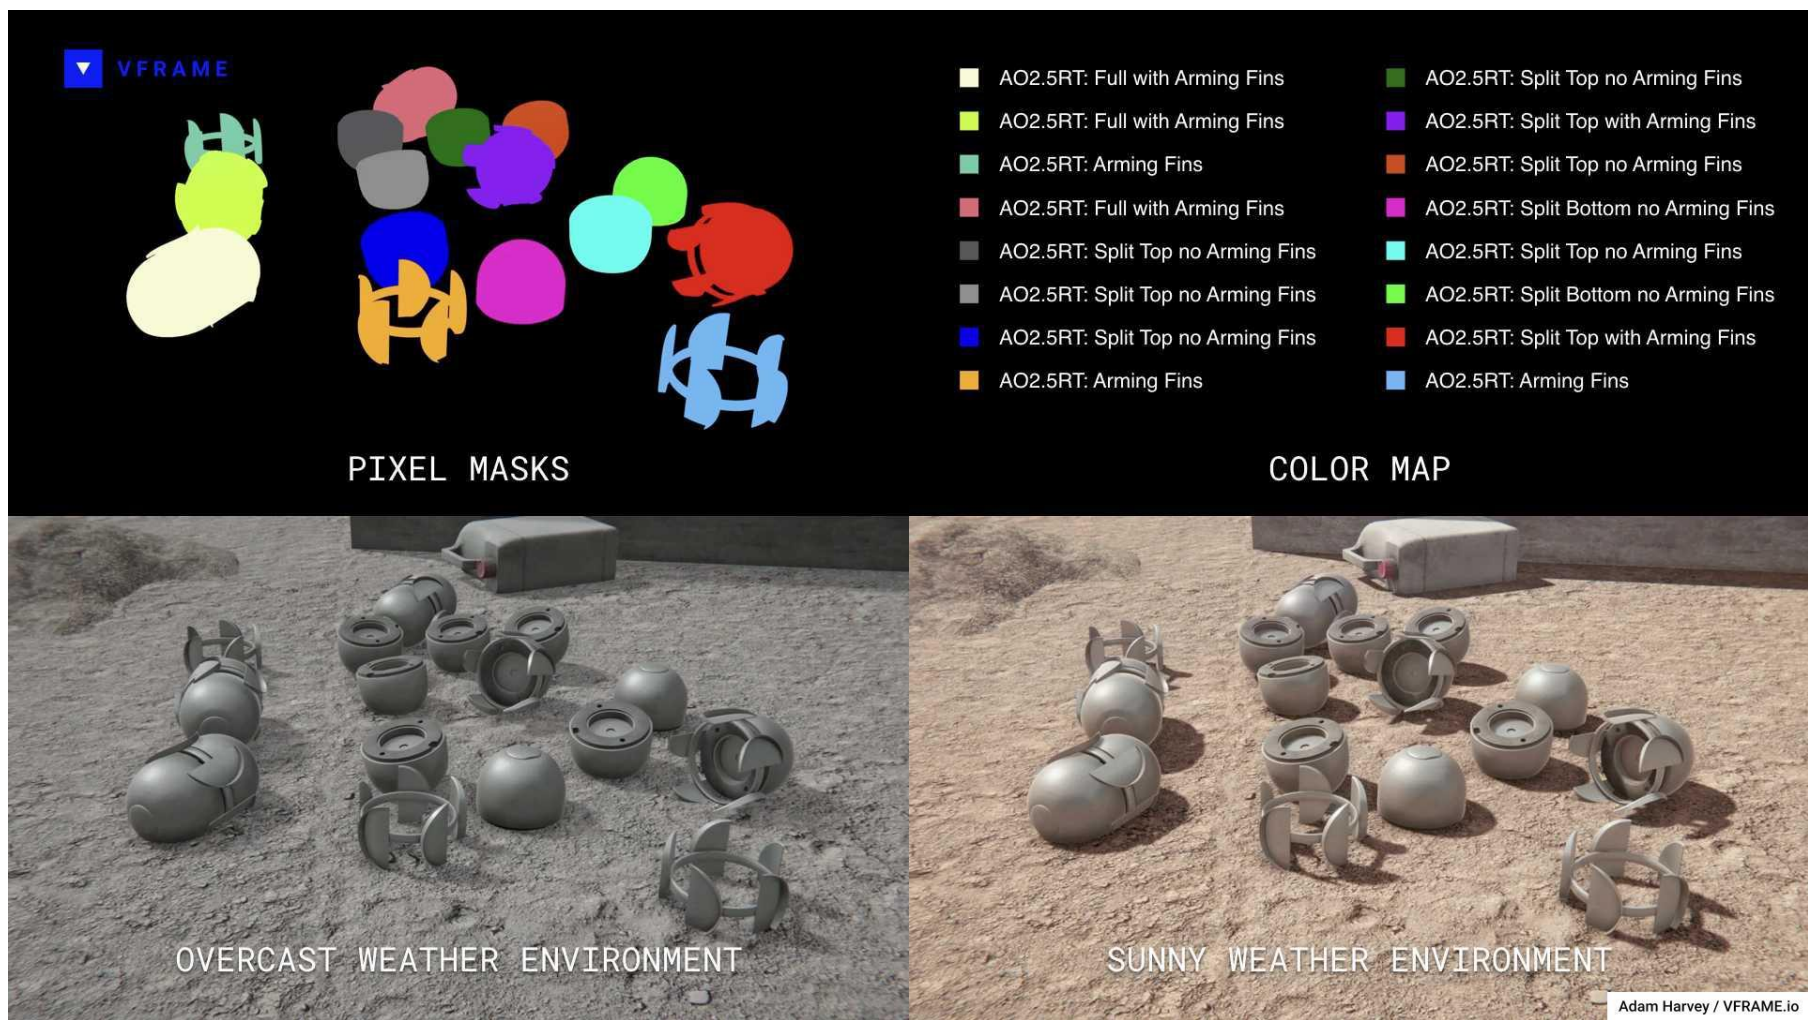 VFRAME
AO2.5RT: Full with Arming Fins
AO2.5RT: Full with Arming Fins
AO2.5RT: Arming Fins
AO2.5RT: Full with Arming Fins
AO2.5RT: Split Top no Arming Fins
AO2.5RT: Split Top no Arming Fins
AO2.5RT: Split Top no Arming Fins
AO2.5RT: Arming Fins
AO2.5RT: Split Top no Arming Fins
AO2.5RT: Split Top with Arming Fins
AO2.5RT: Split Top no Arming Fins
AO2.5RT: Split Bottom no Arming Fins
AO2.5RT: Split Top no Arming Fins
AO2.5RT: Split Bottom no Arming Fins
AO2.5RT: Split Top with Arming Fins
AO2.5RT: Arming Fins
PIXEL MASKS
COLOR MAP
OVERCAST WEATHER ENVIRONMENT
SUNNY WEATHER ENVIRONMENT
Adam Harvey / VFRAME.io